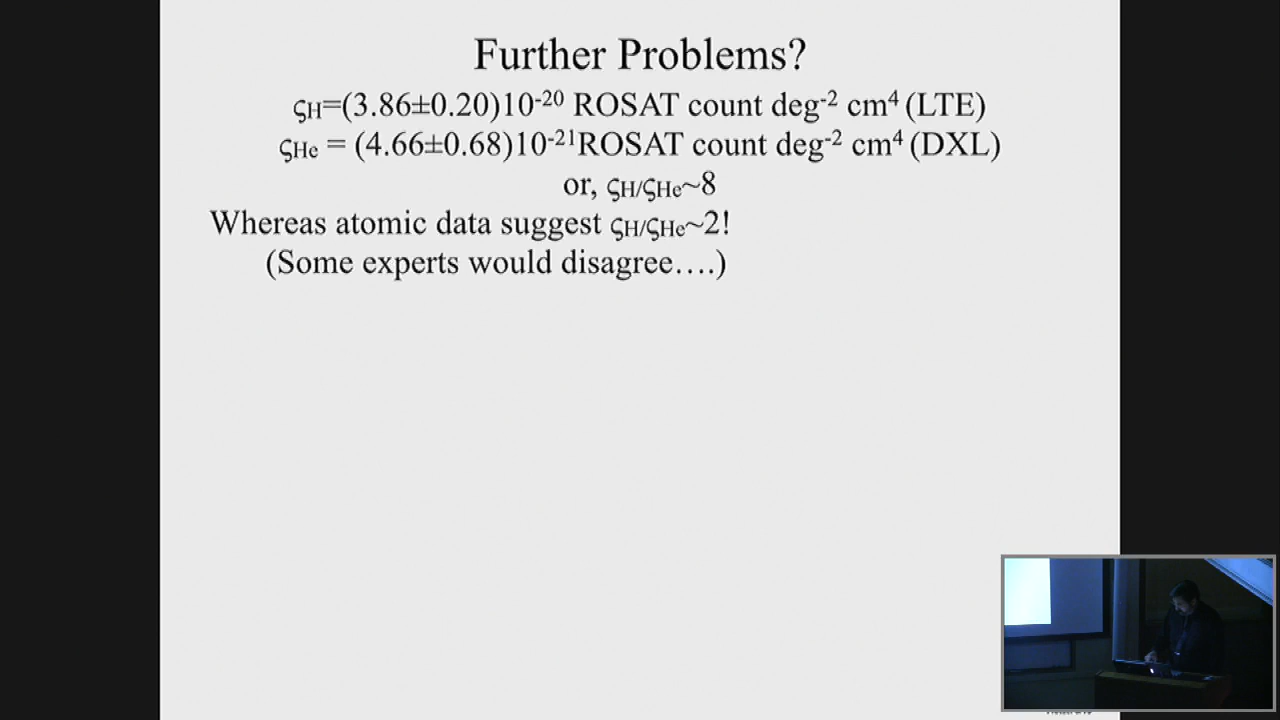 Further Problems?
ςH=(3.86±0.20)10⁻²⁰ ROSAT count deg⁻² cm⁴ (LTE)
ςHe = (4.66±0.68)10⁻²¹ROSAT count deg⁻² cm⁴ (DXL)
or, ςH/ςHe~8
Whereas atomic data suggest ςH/ςHe~2!
(Some experts would disagree….)